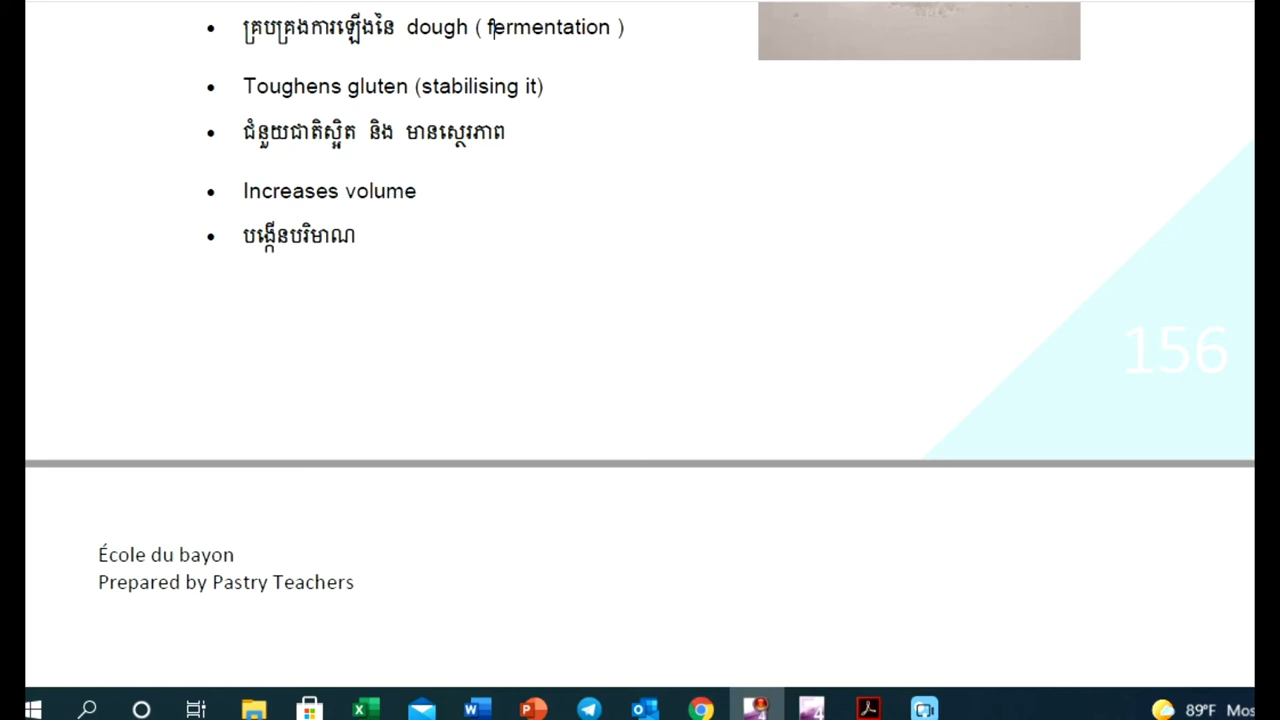 • គ្រប់គ្រងការឡើងនៃ dough ( fermentation )
• Toughens gluten (stabilising it)
• ជំនួយជាតិស្អិត និង មានស្ថេរភាព
• Increases volume
• បង្កើនបរិមាណ
156
École du bayon
Prepared by Pastry Teachers
89°F Mos